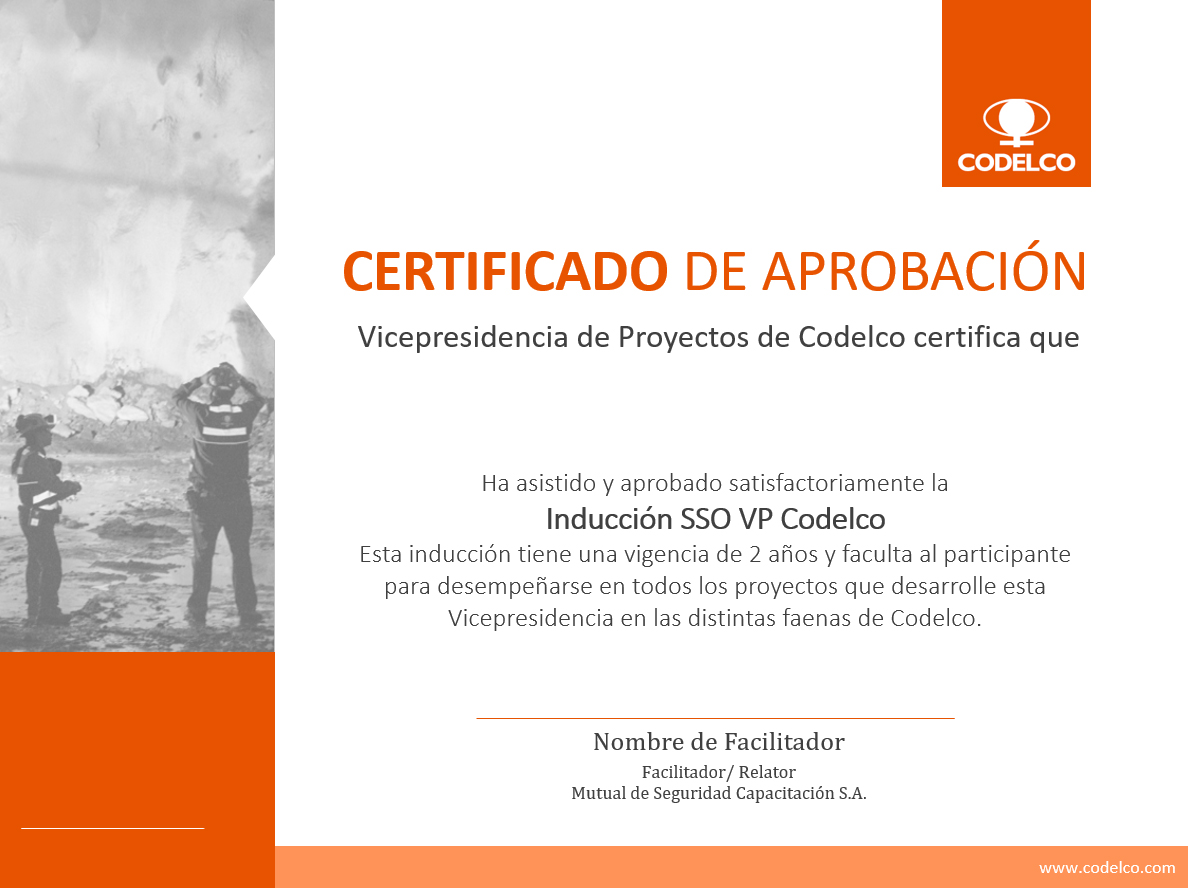 CODELCO
CERTIFICADO DE APROBACIÓN
Vicepresidencia de Proyectos de Codelco certifica que
Ha asistido y aprobado satisfactoriamente la
Inducción SSO VP Codelco
Esta inducción tiene una vigencia de 2 años y faculta al participante
para desempeñarse en todos los proyectos que desarrolle esta
Vicepresidencia en las distintas faenas de Codelco.
Nombre de Facilitador
Facilitador/ Relator
Mutual de Seguridad Capacitación S.A.
www.codelco.com